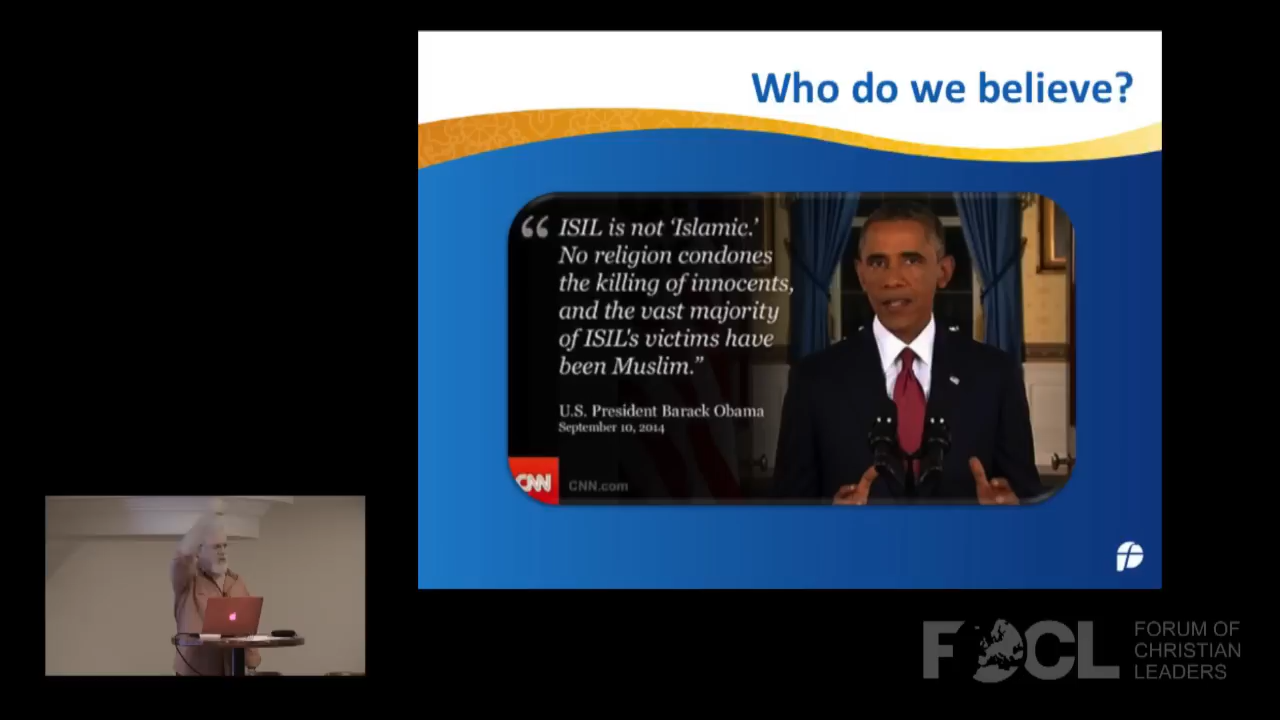 Who do we believe?
“ ISIL is not ‘Islamic.’
No religion condones
the killing of innocents,
and the vast majority
of ISIL's victims have
been Muslim.”
U.S. President Barack Obama
September 10, 2014
CNN CNN.com
FOCL
FORUM OF
CHRISTIAN
LEADERS